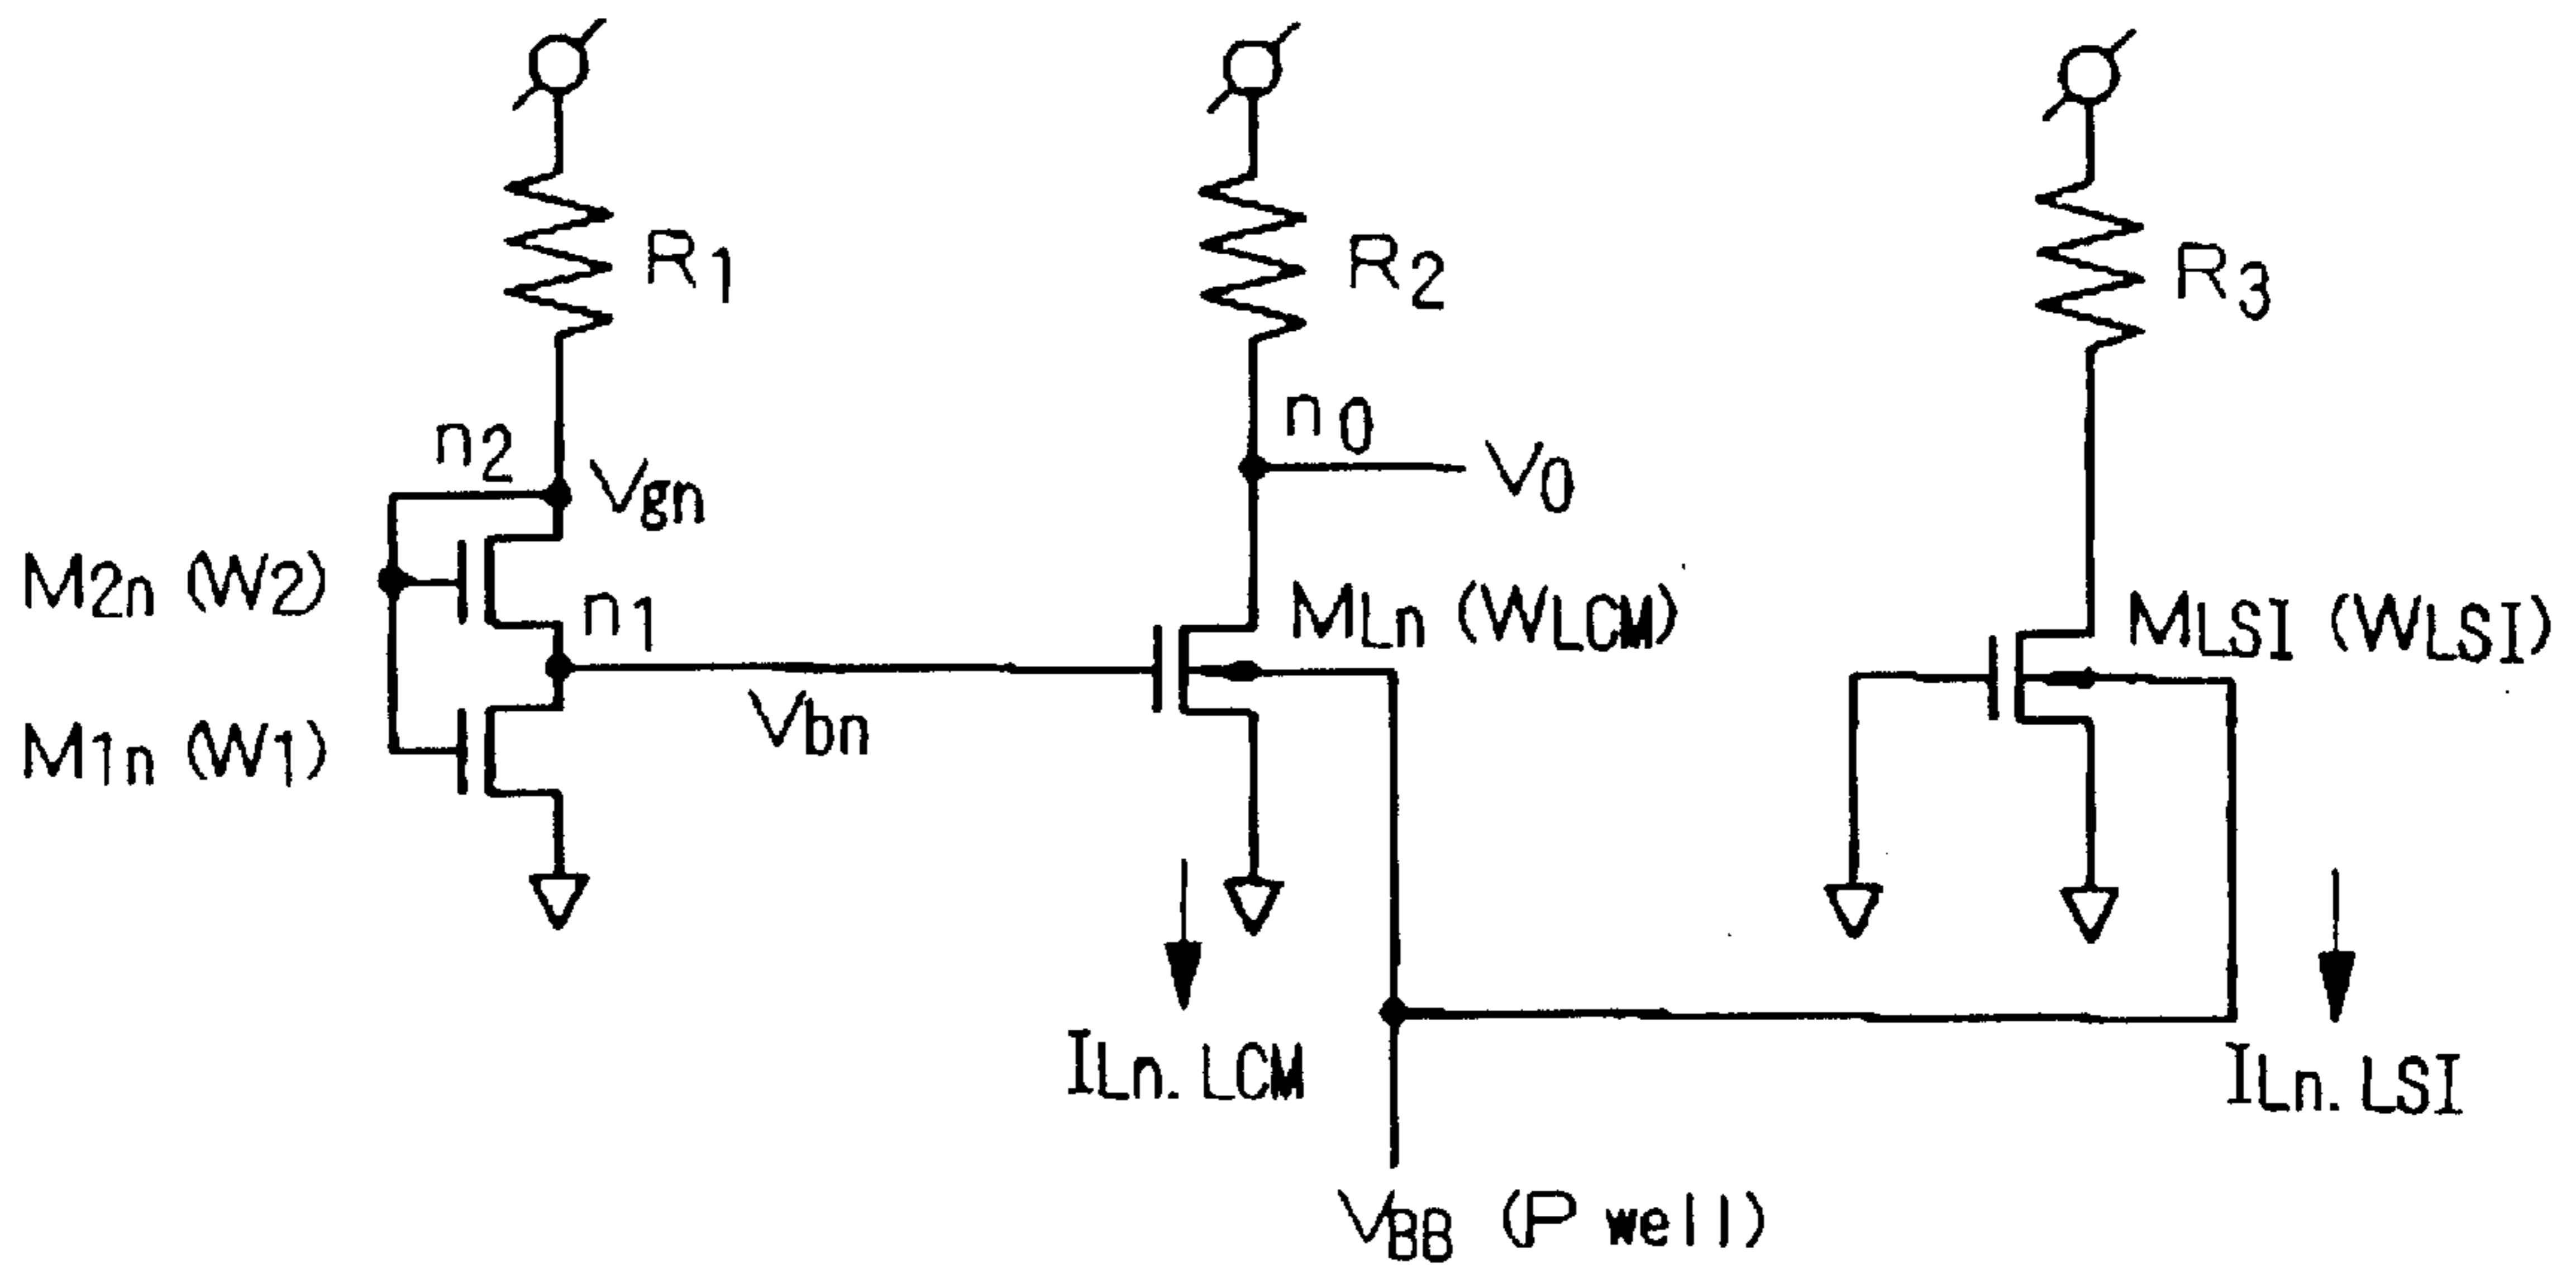 R1
R2
R3
n2
Vgn
n0
V0
M2n (W2)
n1
MLn (WLCM)
MLSI (WLSI)
M1n (W1)
Vbn
ILn. LCM
ILn. LSI
VBB (P well)